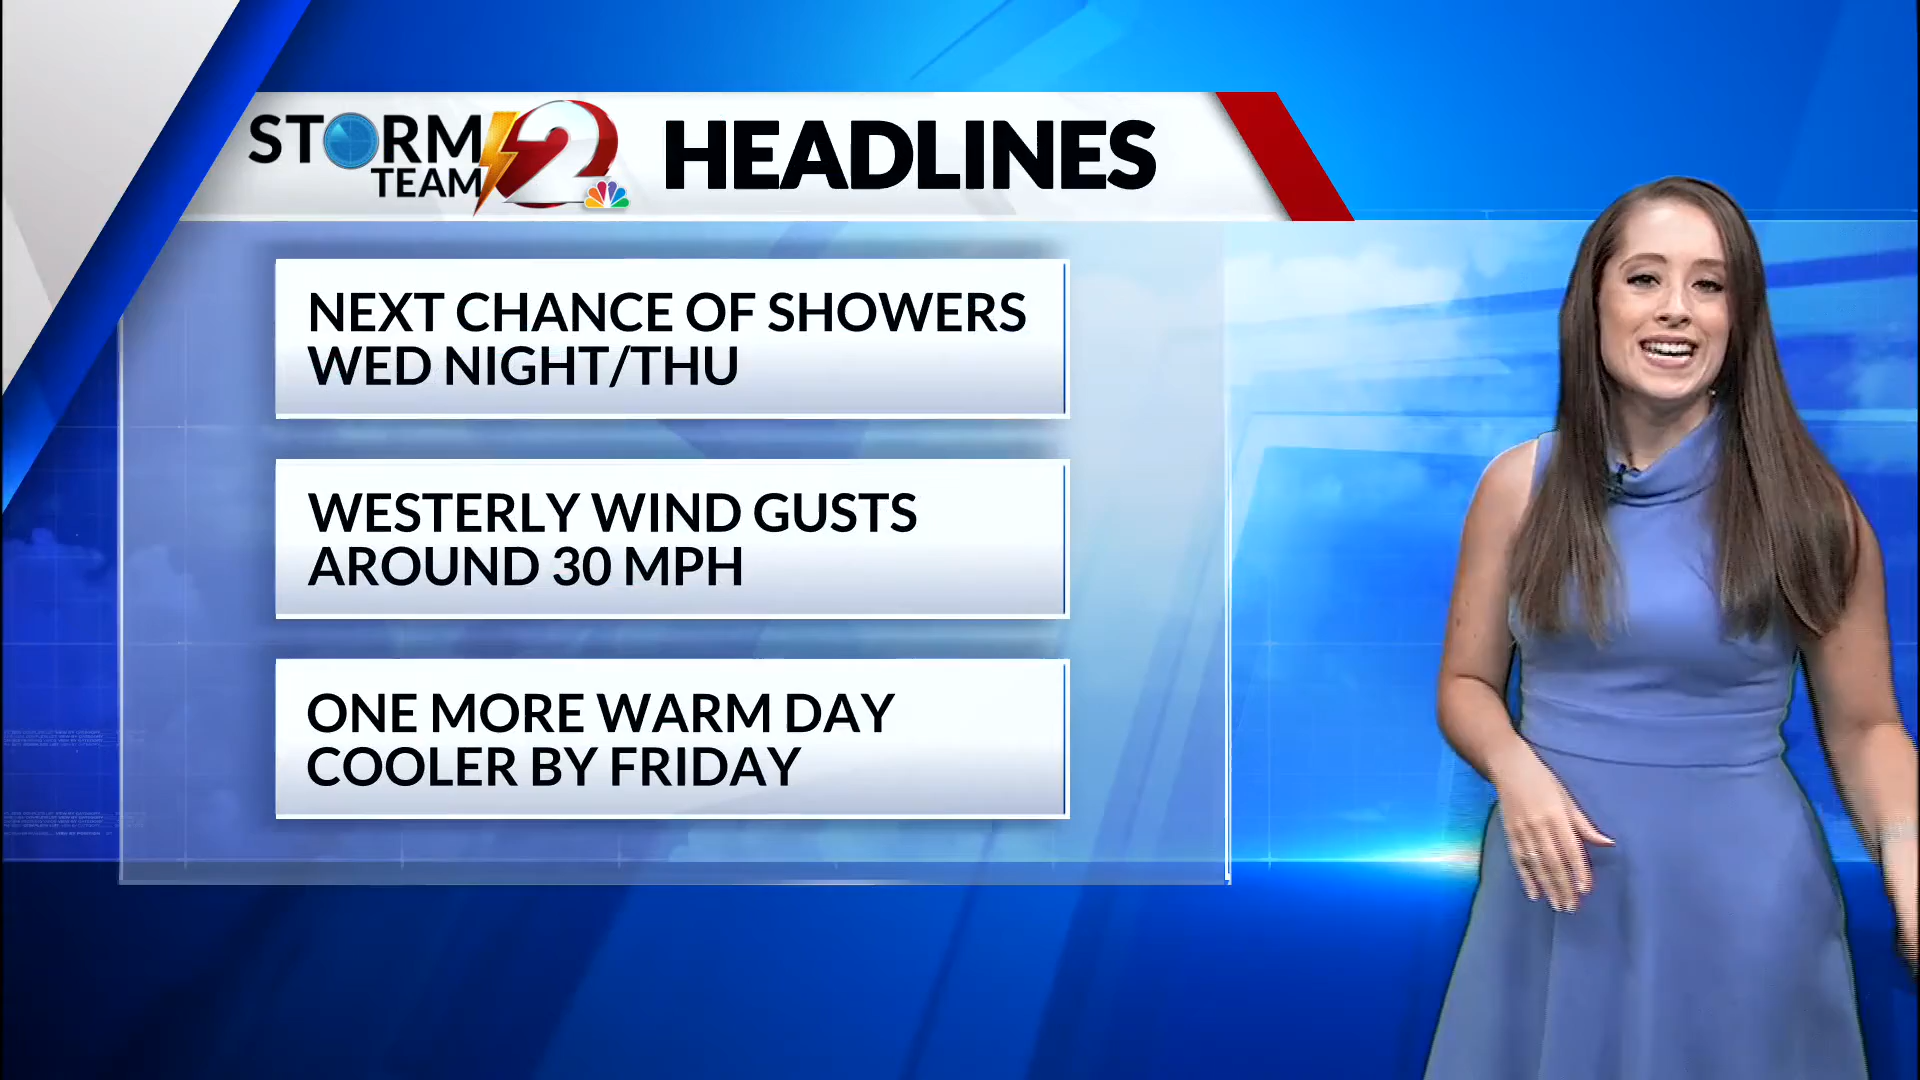 STORM TEAM 2 HEADLINES
NEXT CHANCE OF SHOWERS
WED NIGHT/THU
WESTERLY WIND GUSTS
AROUND 30 MPH
ONE MORE WARM DAY
COOLER BY FRIDAY